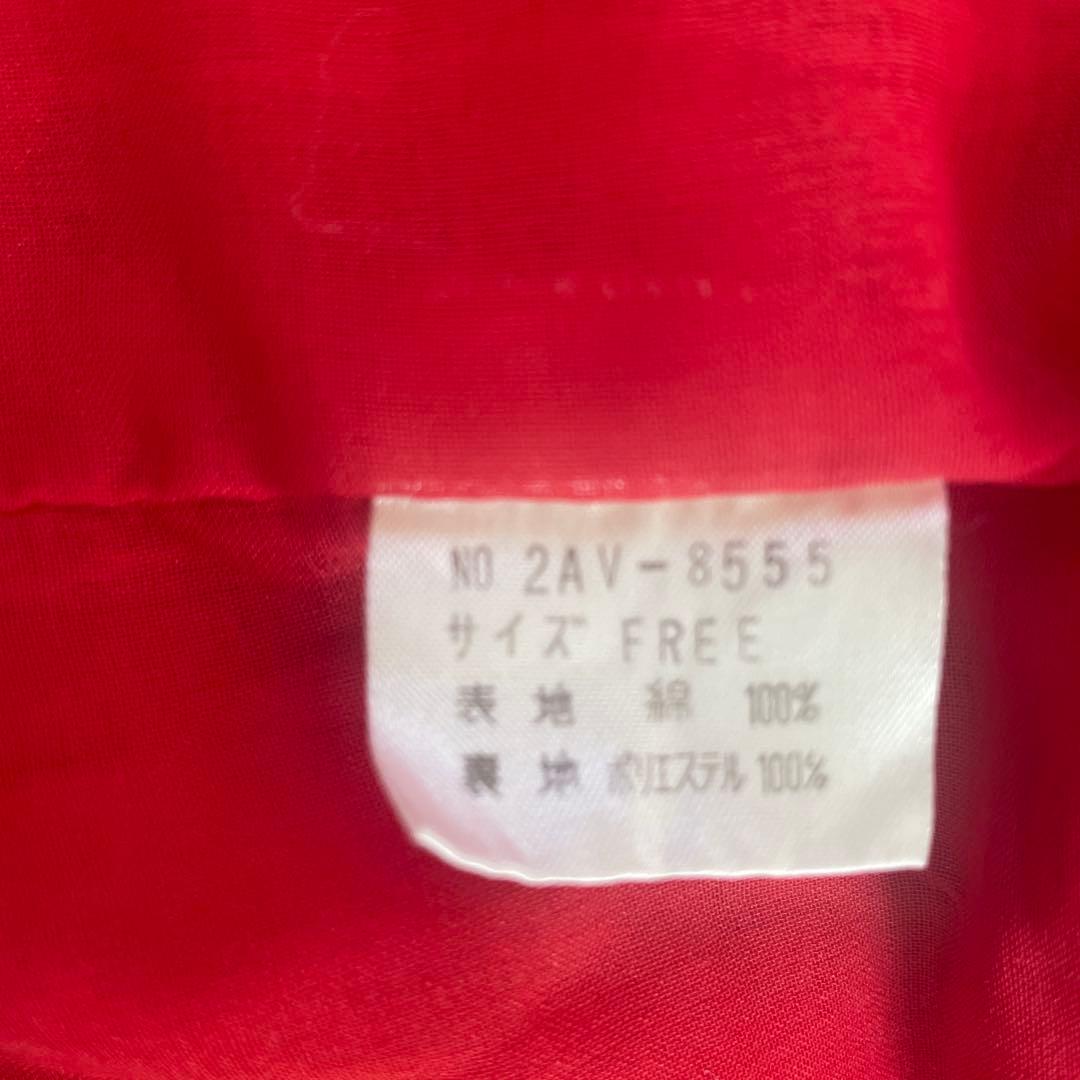 NO 2AV-8555
サイズ FREE
表 地 綿 100%
裏 地 ポリエステル 100%